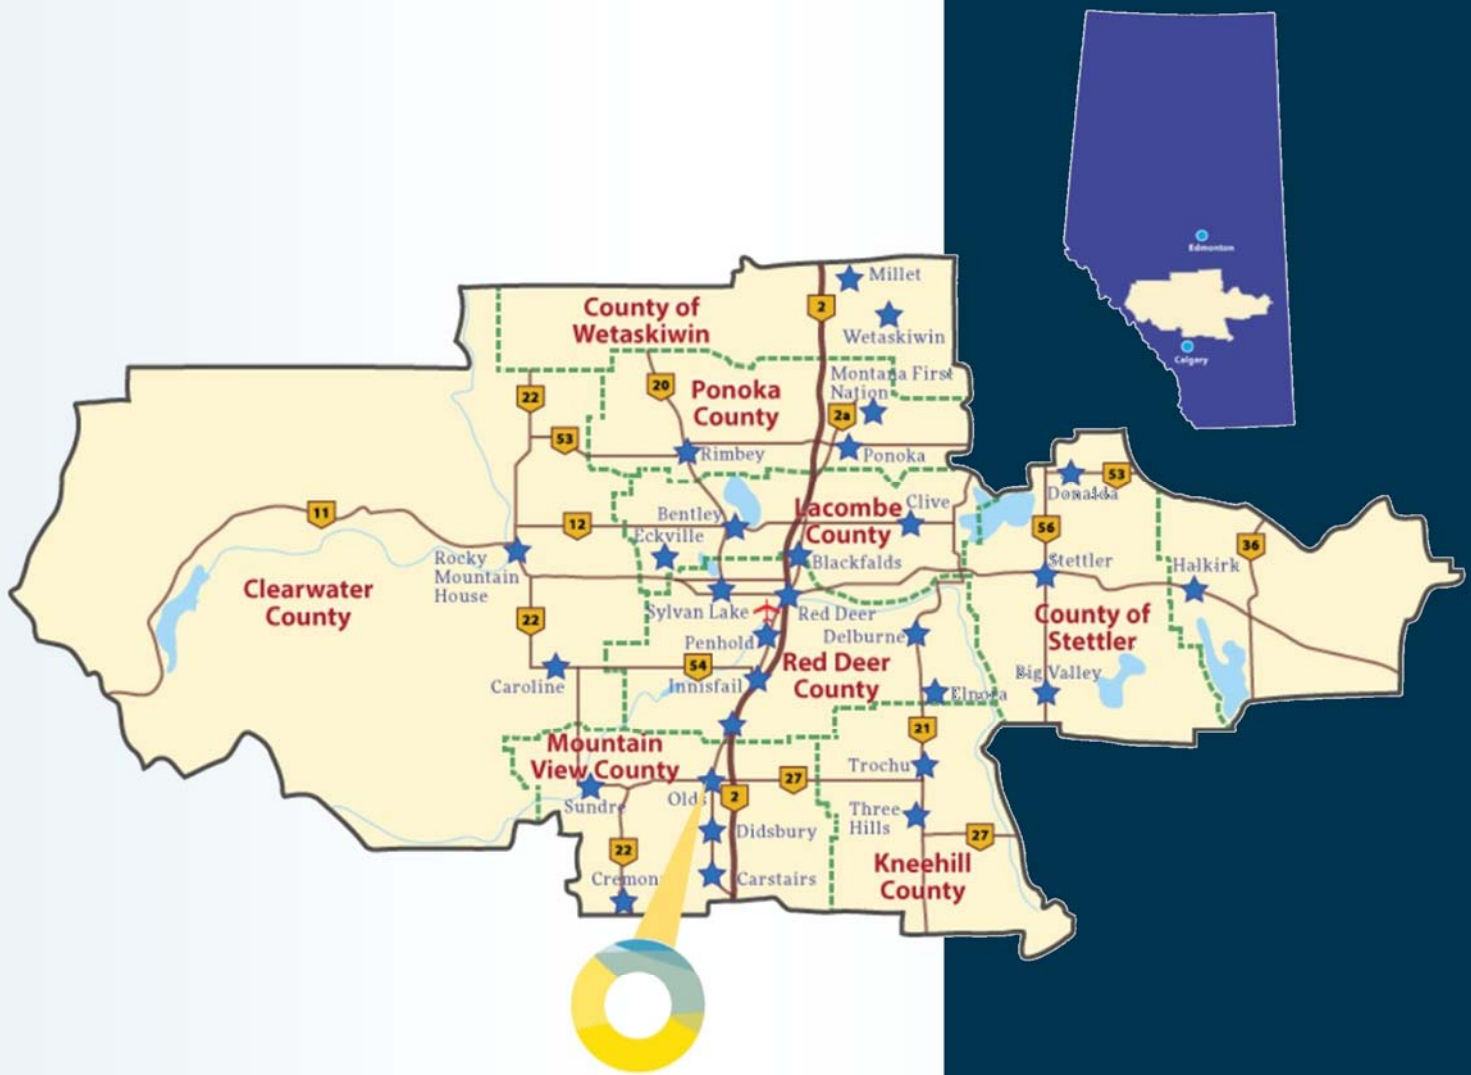 Edmonton
Calgary
Millet
County of
Wetaskiwin
2
Wetaskiwin
Montana First
Nation
20
Ponoka
County
22
2a
53
Rimbey
Ponoka
53
Donalda
11
12
Bentley
Lacombe
County
Clive
56
Eckville
36
Rocky
Mountain
House
Blackfalds
Stettler
Halkirk
Clearwater
County
22
Sylvan Lake
Red Deer
Delburne
County of
Stettler
Penhold
54
Red Deer
County
Caroline
Innisfail
Elnora
Big Valley
21
Mountain
View County
Trochu
Sundre
Olds
2
27
Didsbury
Three
Hills
27
22
Cremon
Carstairs
Kneehill
County